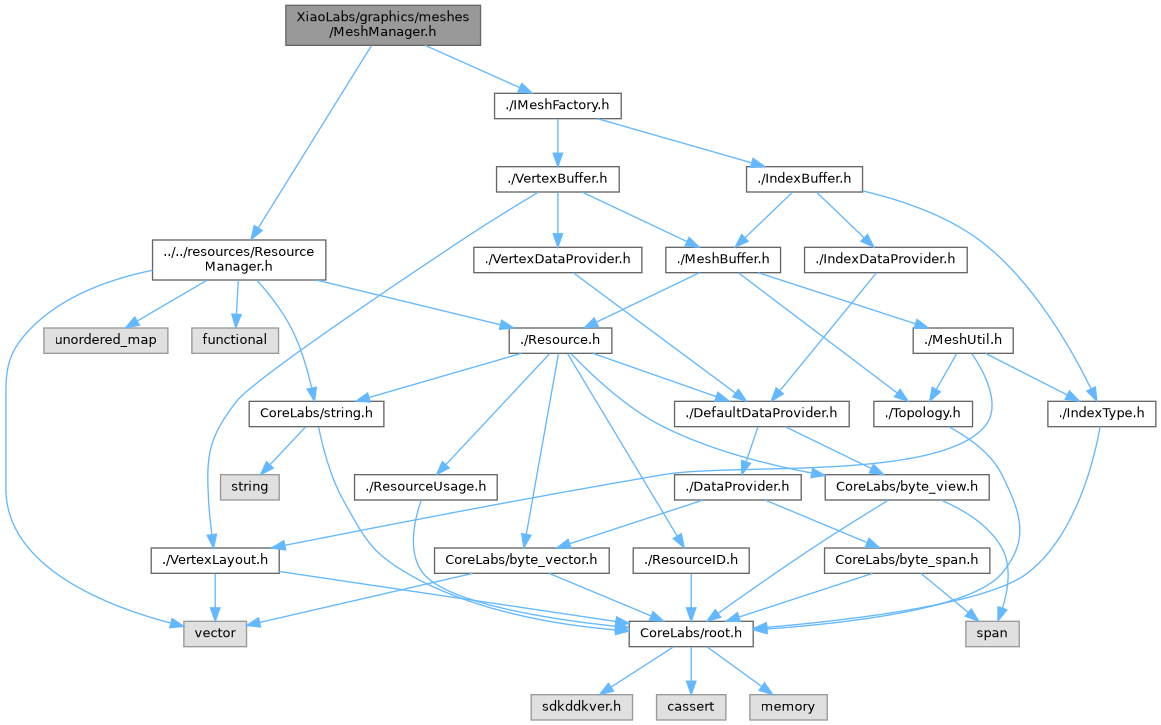 XiaoLabs/graphics/meshes
/MeshManager.h
./IMeshFactory.h
./VertexBuffer.h
./IndexBuffer.h
../../resources/Resource
Manager.h
./VertexDataProvider.h
./MeshBuffer.h
./IndexDataProvider.h
unordered_map
functional
./Resource.h
./MeshUtil.h
CoreLabs/string.h
./DefaultDataProvider.h
./Topology.h
./IndexType.h
string
./ResourceUsage.h
./DataProvider.h
CoreLabs/byte_view.h
./VertexLayout.h
CoreLabs/byte_vector.h
./ResourceID.h
CoreLabs/byte_span.h
vector
CoreLabs/root.h
span
sdkddkver.h
cassert
memory